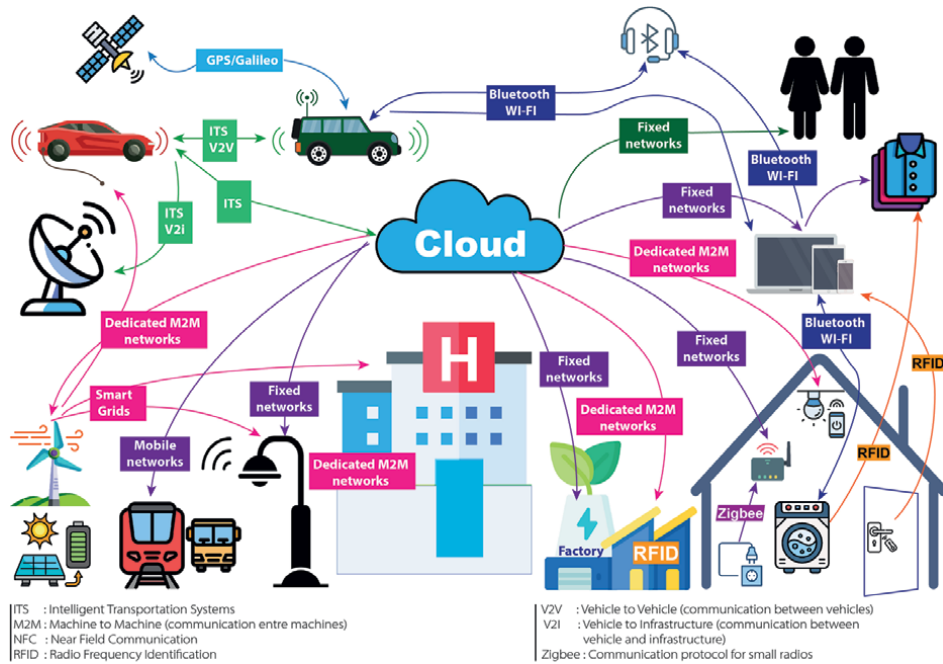 GPS/Galileo
Bluetooth
WI-FI
ITS
V2V
Fixed
networks
Bluetooth
WI-FI
ITS
Fixed
networks
ITS
V2i
Cloud
Dedicated M2M
networks
Dedicated M2M
networks
Bluetooth
WI-FI
Fixed
networks
H
RFID
Smart
Grids
Fixed
networks
Fixed
networks
Dedicated M2M
networks
Mobile
networks
RFID
Dedicated M2M
networks
Zigbee
Factory
RFID
ITS : Intelligent Transportation Systems
M2M : Machine to Machine (communication entre machines)
NFC : Near Field Communication
RFID : Radio Frequency Identification
V2V : Vehicle to Vehicle (communication between vehicles)
V2I : Vehicle to Infrastructure (communication between
vehicle and infrastructure)
Zigbee : Communication protocol for small radios